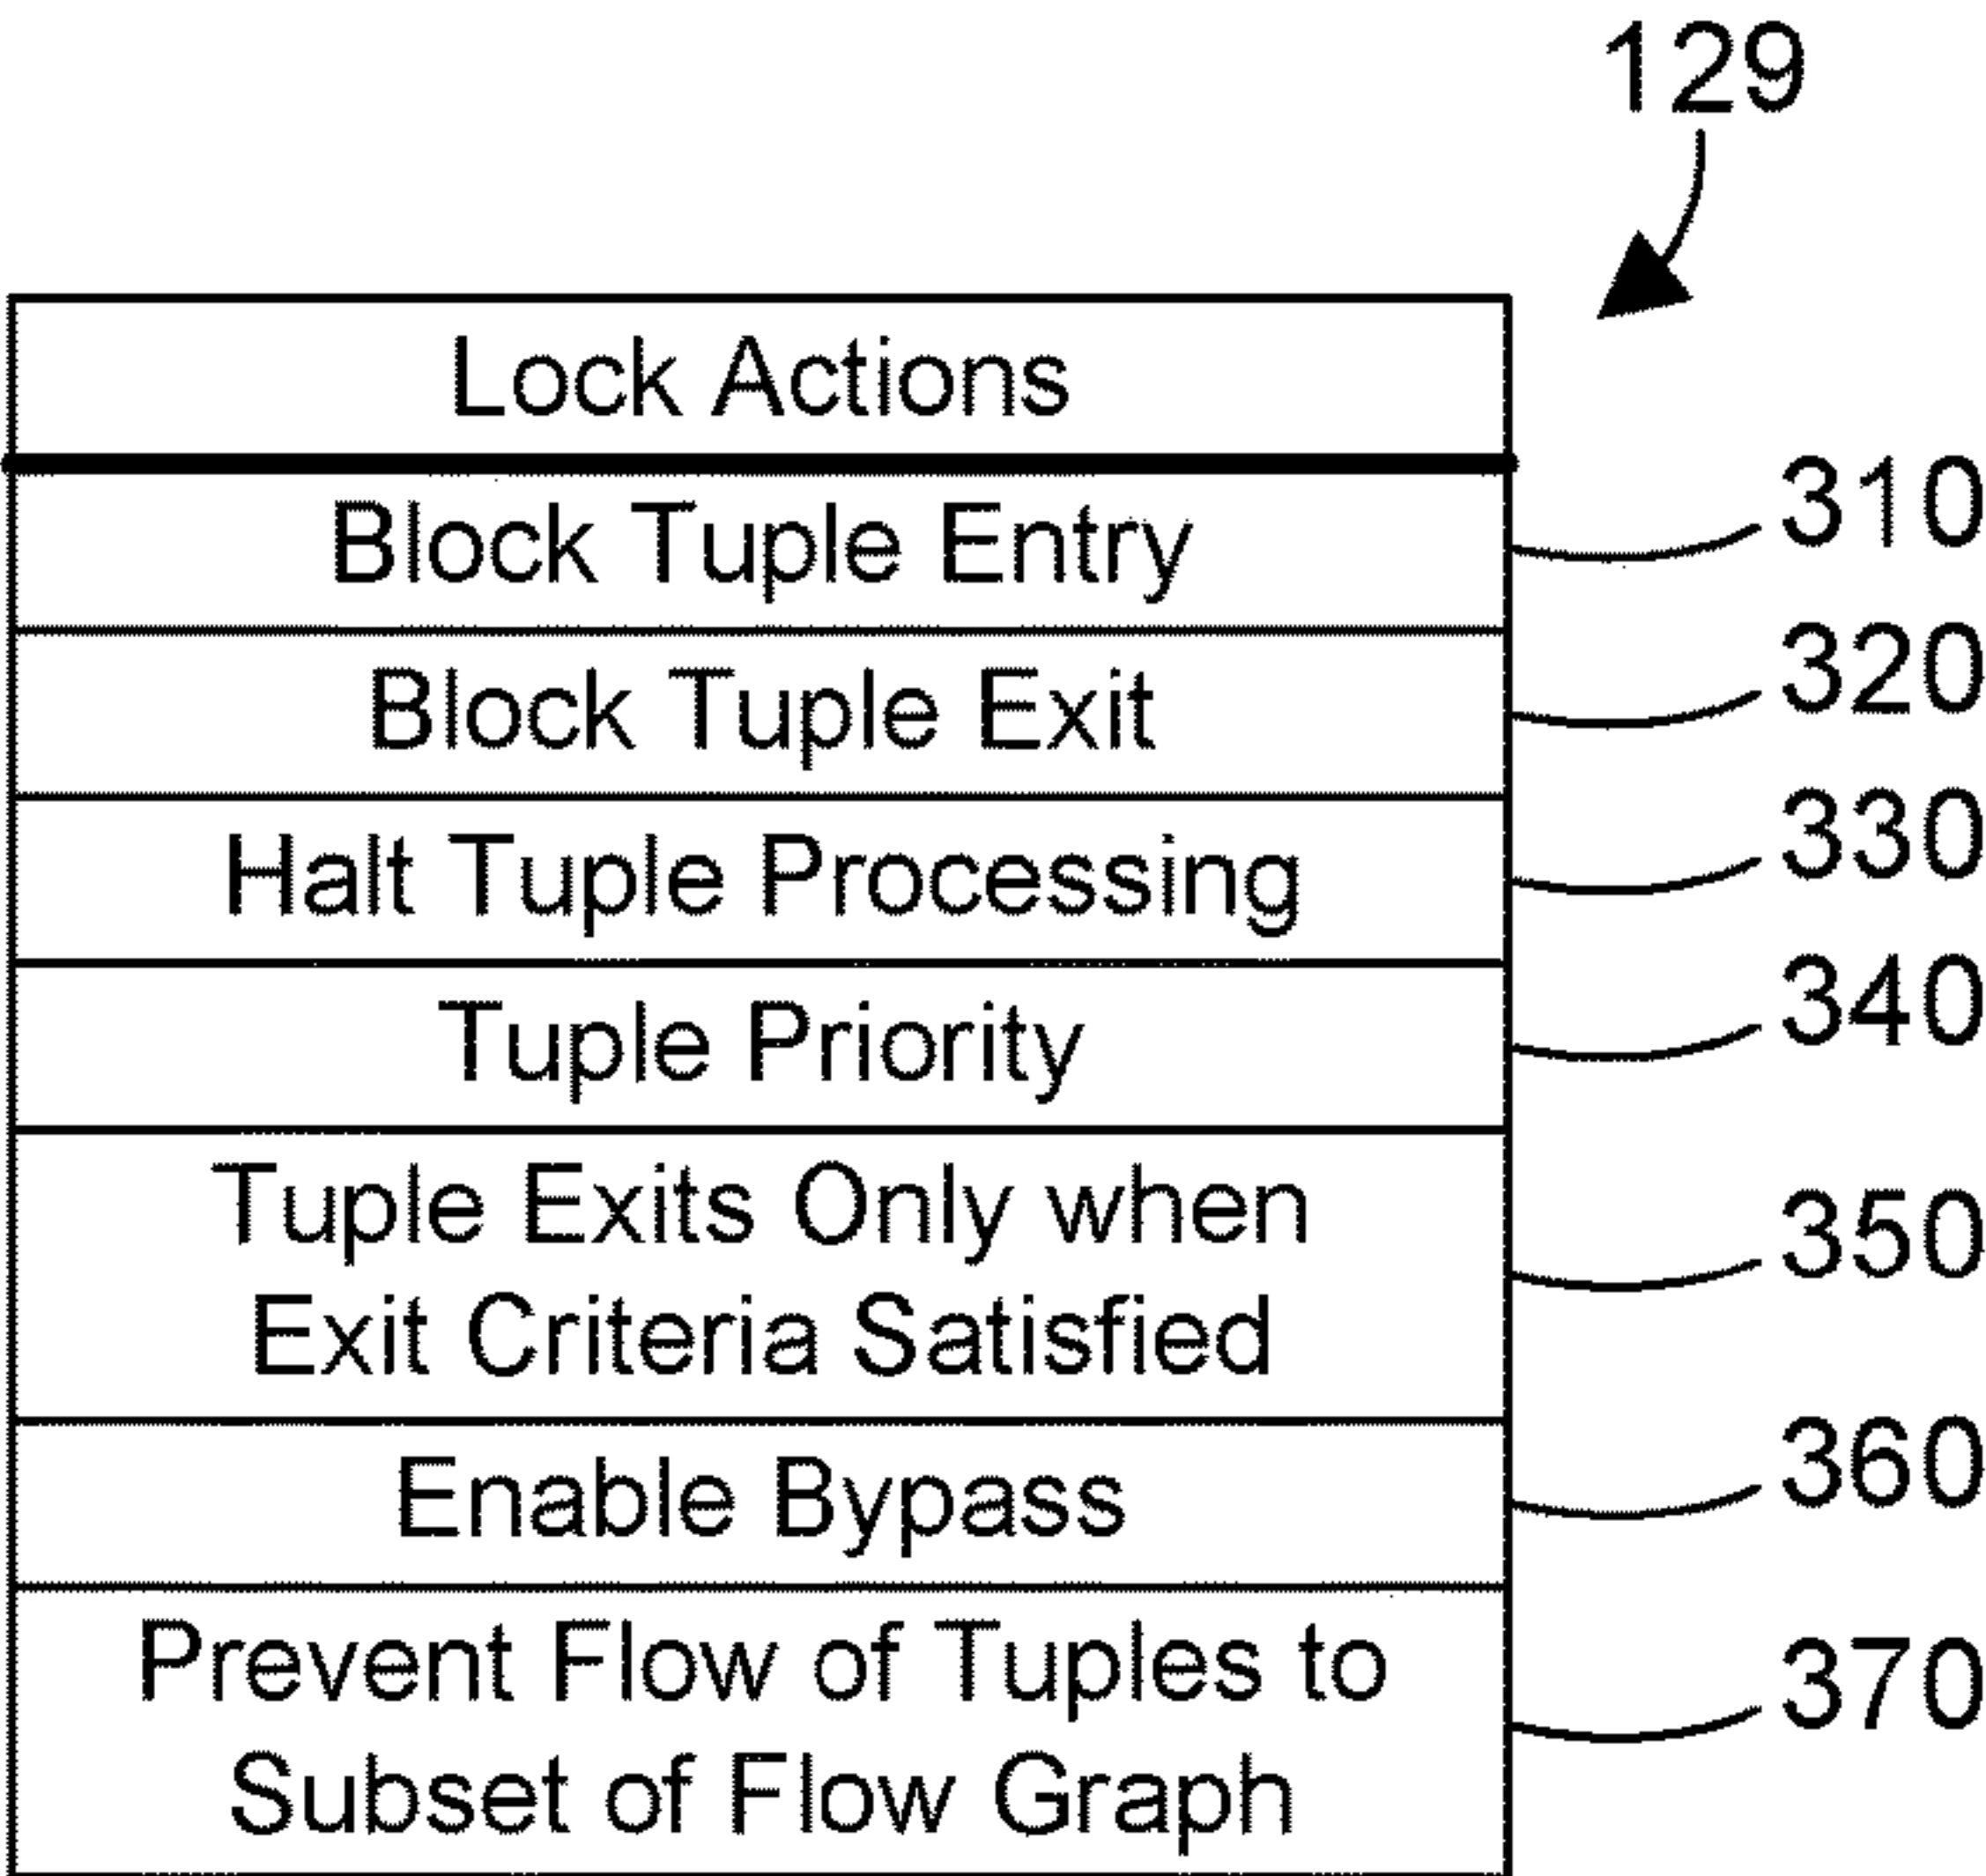 129
Lock Actions
Block Tuple Entry
310
Block Tuple Exit
320
Halt Tuple Processing
330
Tuple Priority
340
Tuple Exits Only when
Exit Criteria Satisfied
350
Enable Bypass
360
Prevent Flow of Tuples to
Subset of Flow Graph
370